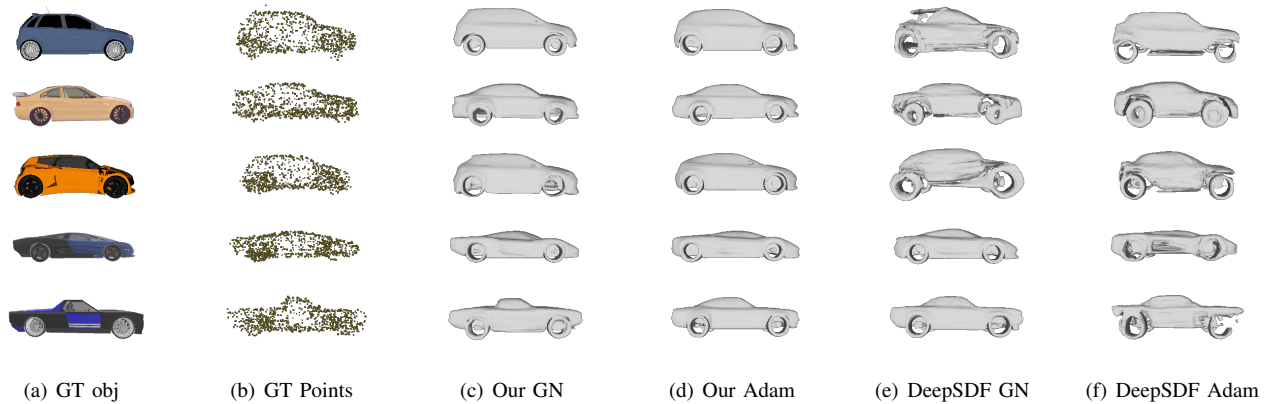 (a) GT obj (b) GT Points (c) Our GN (d) Our Adam (e) DeepSDF GN (f) DeepSDF Adam